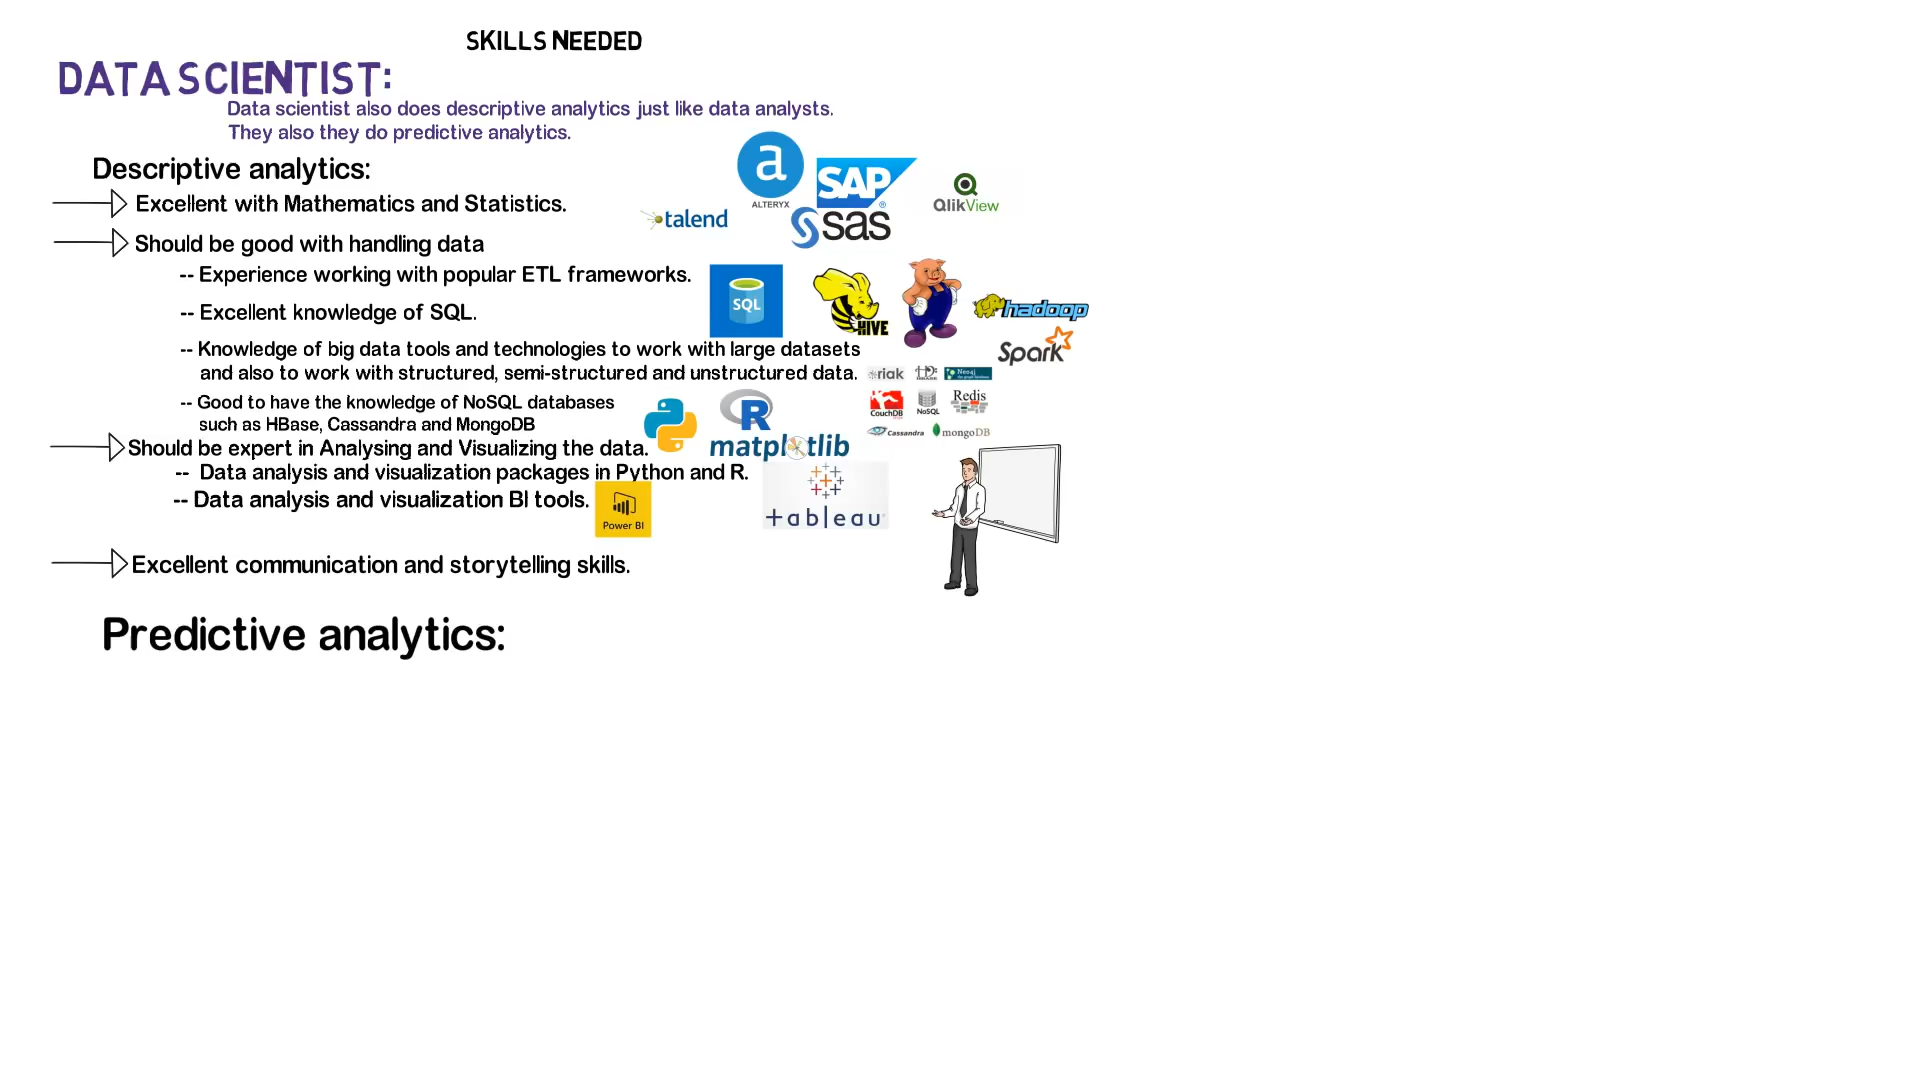 SKILLS NEEDED
DATA SCIENTIST:
Data scientist also does descriptive analytics just like data analysts.
They also they do predictive analytics.
Descriptive analytics:
Excellent with Mathematics and Statistics.
a
ALTERYX
SAP
®
QlikView
talend
sas
Should be good with handling data
-- Experience working with popular ETL frameworks.
SQL
HIVE
hadoop
-- Excellent knowledge of SQL.
Spark
-- Knowledge of big data tools and technologies to work with large datasets
and also to work with structured, semi-structured and unstructured data.
riak
Neo4j
-- Good to have the knowledge of NoSQL databases
such as HBase, Cassandra and MongoDB
R
CouchDB
NoSQL
Redis
Cassandra
mongoDB
Should be expert in Analysing and Visualizing the data.
matplotlib
-- Data analysis and visualization packages in Python and R.
-- Data analysis and visualization BI tools.
Power BI
+ableau
Excellent communication and storytelling skills.
Predictive analytics: